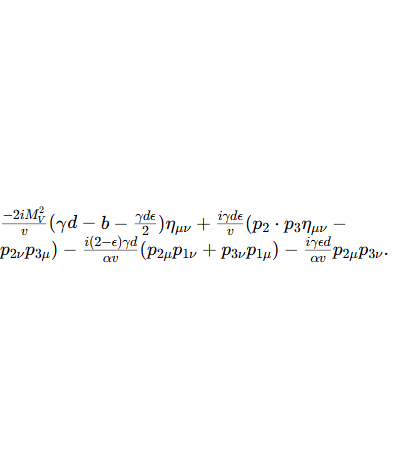 $\frac{-2iM_V^2}{v}(\gamma d - b - \frac{\gamma d\epsilon}{2})\eta_{\mu\nu} + \frac{i\gamma d\epsilon}{v}(p_2 \cdot p_3\eta_{\mu\nu} -$
$p_{2\nu}p_{3\mu}) - \frac{i(2-\epsilon)\gamma d}{\alpha v}(p_{2\mu}p_{1\nu} + p_{3\nu}p_{1\mu}) - \frac{i\gamma\epsilon d}{\alpha v}p_{2\mu}p_{3\nu}.$